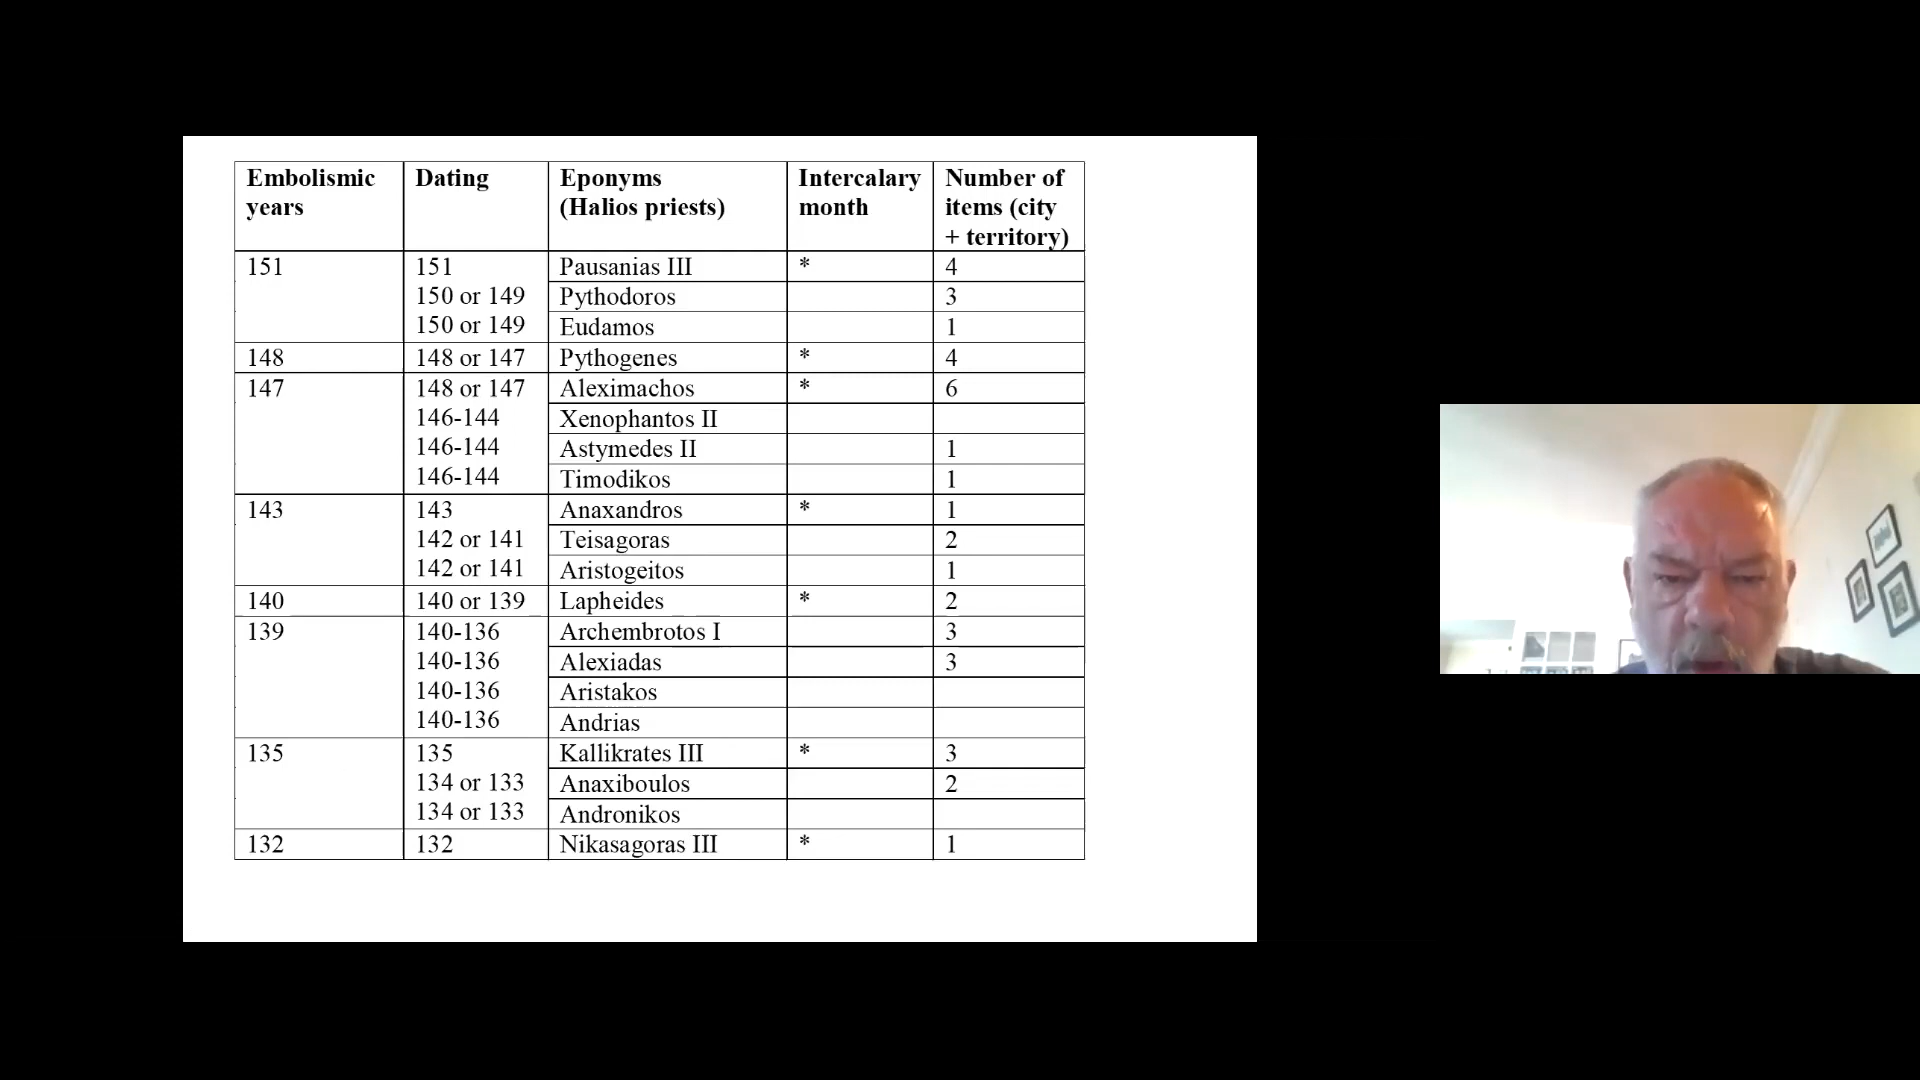 Embolismic years | Dating | Eponyms (Halios priests) | Intercalary month | Number of items (city + territory)
151 | 151 | Pausanias III | * | 4
150 or 149 | Pythodoros | | 3
150 or 149 | Eudamos | | 1
148 | 148 or 147 | Pythogenes | * | 4
147 | 148 or 147 | Aleximachos | * | 6
146-144 | Xenophantos II
146-144 | Astymedes II | | 1
146-144 | Timodikos | | 1
143 | 143 | Anaxandros | * | 1
142 or 141 | Teisagoras | | 2
142 or 141 | Aristogeitos | | 1
140 | 140 or 139 | Lapheides | * | 2
139 | 140-136 | Archembrotos I | | 3
140-136 | Alexiadas | | 3
140-136 | Aristakos
140-136 | Andrias
135 | 135 | Kallikrates III | * | 3
134 or 133 | Anaxiboulos | | 2
134 or 133 | Andronikos
132 | 132 | Nikasagoras III | * | 1